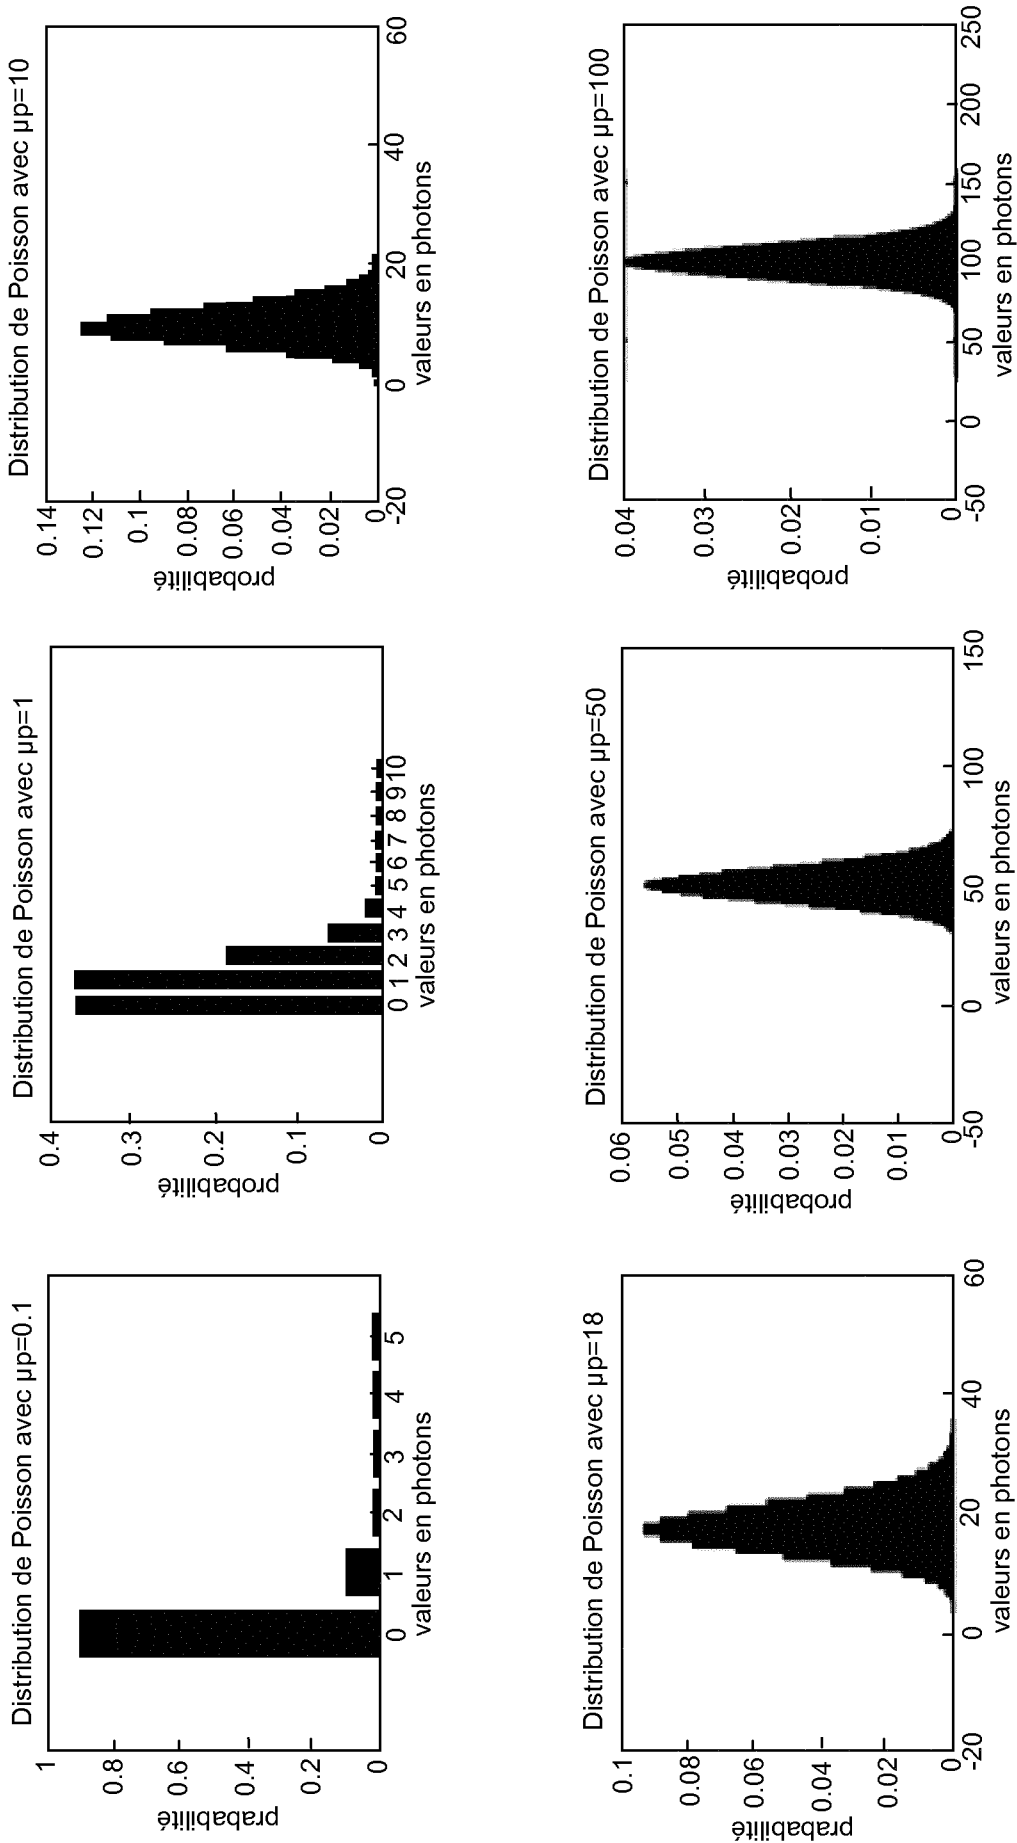 Distribution de Poisson avec µp=0.1
1
0.8
0.6
0.4
0.2
0
prababilité
0 1 2 3 4 5
valeurs en photons
Distribution de Poisson avec µp=1
0.4
0.3
0.2
0.1
0
probabilité
0 1 2 3 4 5 6 7 8 9 10
valeurs en photons
Distribution de Poisson avec µp=10
0.14
0.12
0.1
0.08
0.06
0.04
0.02
0
probabilité
-20 0 20 40 60
valeurs en photons
Distribution de Poisson avec µp=18
0.1
0.08
0.06
0.04
0.02
0
probabilité
-20 0 20 40 60
valeurs en photons
Distribution de Poisson avec µp=50
0.06
0.05
0.04
0.03
0.02
0.01
0
probabilité
-50 0 50 100 150
valeurs en photons
Distribution de Poisson avec µp=100
0.04
0.03
0.02
0.01
0
probabilité
-50 0 50 100 150 200 250
valeurs en photons